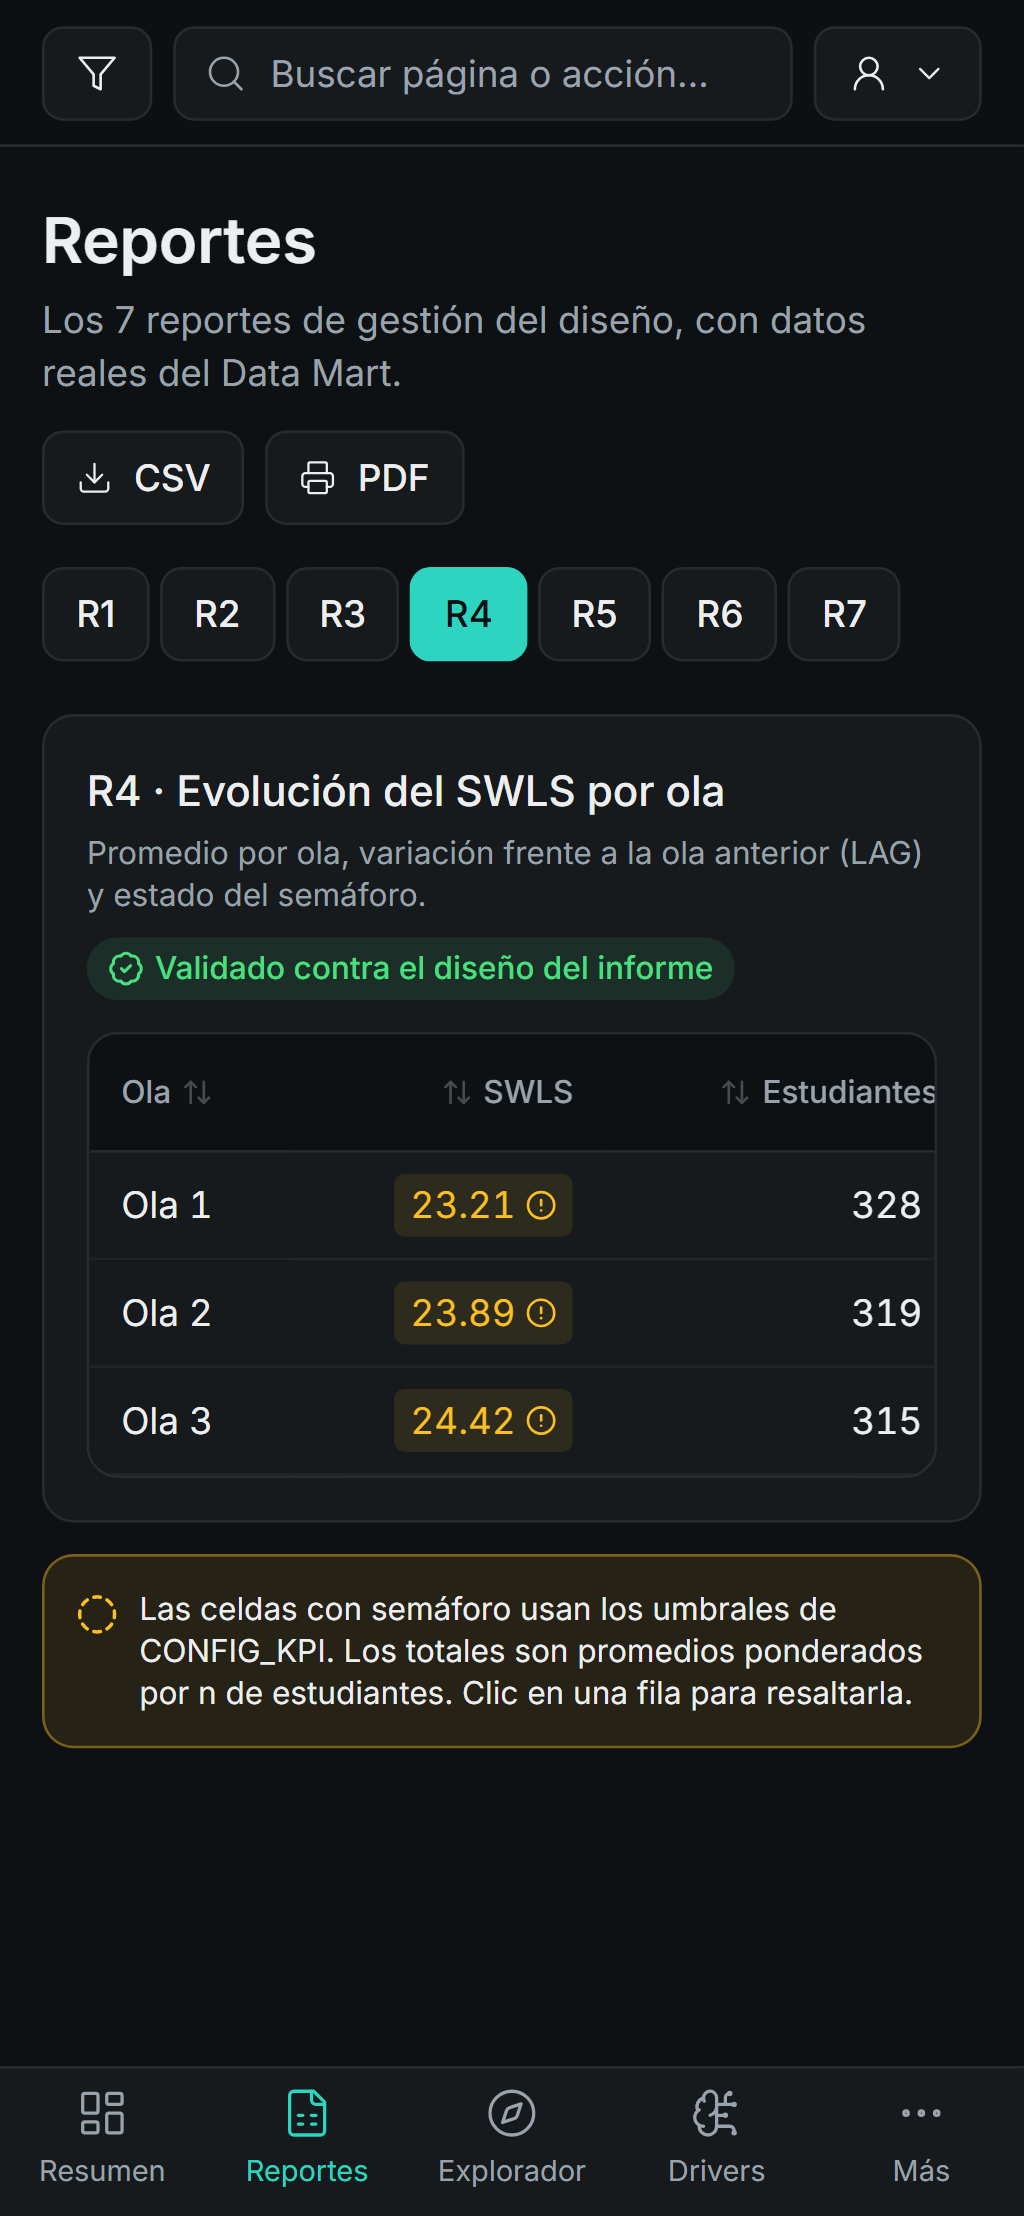 Buscar página o acción...
Reportes
Los 7 reportes de gestión del diseño, con datos
reales del Data Mart.
CSV PDF
R1 R2 R3 R4 R5 R6 R7
R4 · Evolución del SWLS por ola
Promedio por ola, variación frente a la ola anterior (LAG)
y estado del semáforo.
Validado contra el diseño del informe
Ola SWLS Estudiantes
Ola 1 23.21 328
Ola 2 23.89 319
Ola 3 24.42 315
Las celdas con semáforo usan los umbrales de
CONFIG_KPI. Los totales son promedios ponderados
por n de estudiantes. Clic en una fila para resaltarla.
Resumen Reportes Explorador Drivers Más